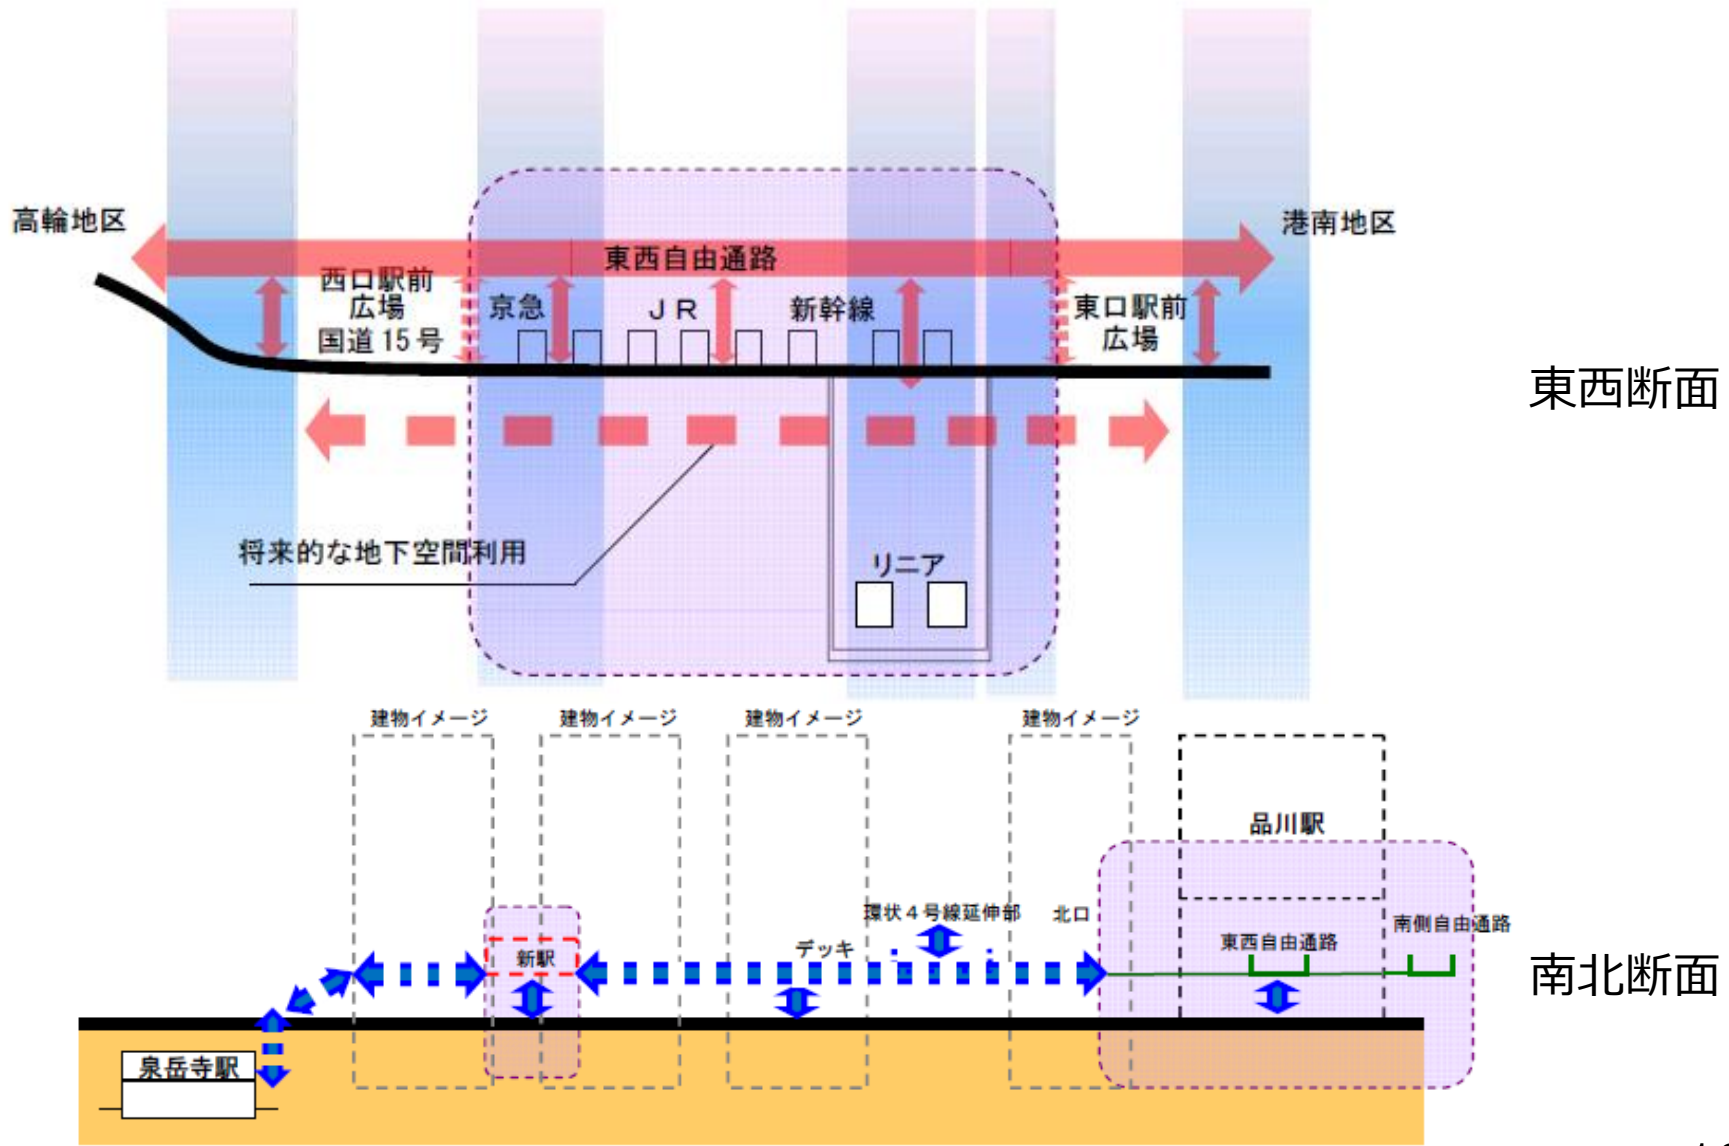 高輪地区
港南地区
東西自由通路
西口駅前
広場
国道15号
京急
JR
新幹線
東口駅前
広場
東西断面
将来的な地下空間利用
リニア
建物イメージ
建物イメージ
建物イメージ
建物イメージ
品川駅
環状4号線延伸部
北口
南側自由通路
デッキ
東西自由通路
新駅
南北断面
泉岳寺駅